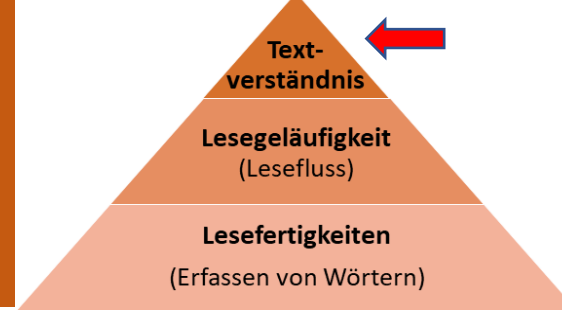 Text-
verständnis
Lesegeläufigkeit
(Lesefluss)
Lesefertigkeiten
(Erfassen von Wörtern)